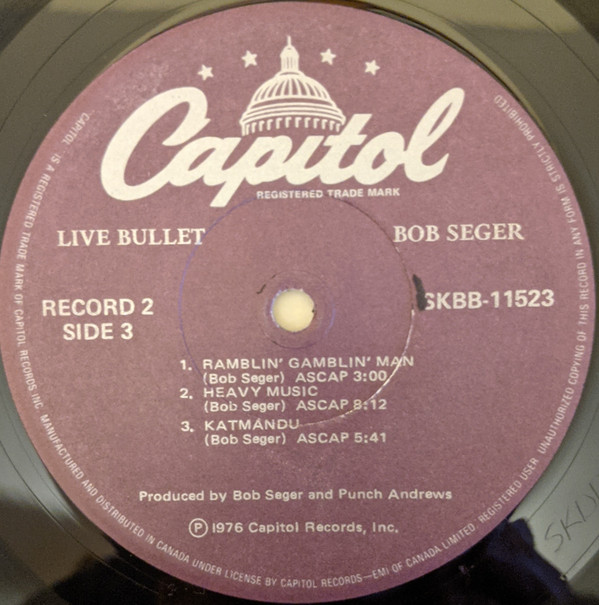 Capitol
REGISTERED TRADE MARK
LIVE BULLET
BOB SEGER
RECORD 2
SIDE 3
SKBB-11523
1. RAMBLIN' GAMBLIN' MAN
(Bob Seger) ASCAP 3:00
2. HEAVY MUSIC
(Bob Seger) ASCAP 8:12
3. KATMANDU
(Bob Seger) ASCAP 5:41
Produced by Bob Seger and Punch Andrews
Ⓟ 1976 Capitol Records, Inc.
CAPITOL IS A REGISTERED TRADE MARK OF CAPITOL RECORDS INC. MANUFACTURED AND DISTRIBUTED IN CANADA UNDER LICENSE BY CAPITOL RECORDS—EMI OF CANADA LIMITED. REGISTERED USER. UNAUTHORIZED COPYING OF THIS RECORD IN ANY FORM IS STRICTLY PROHIBITED